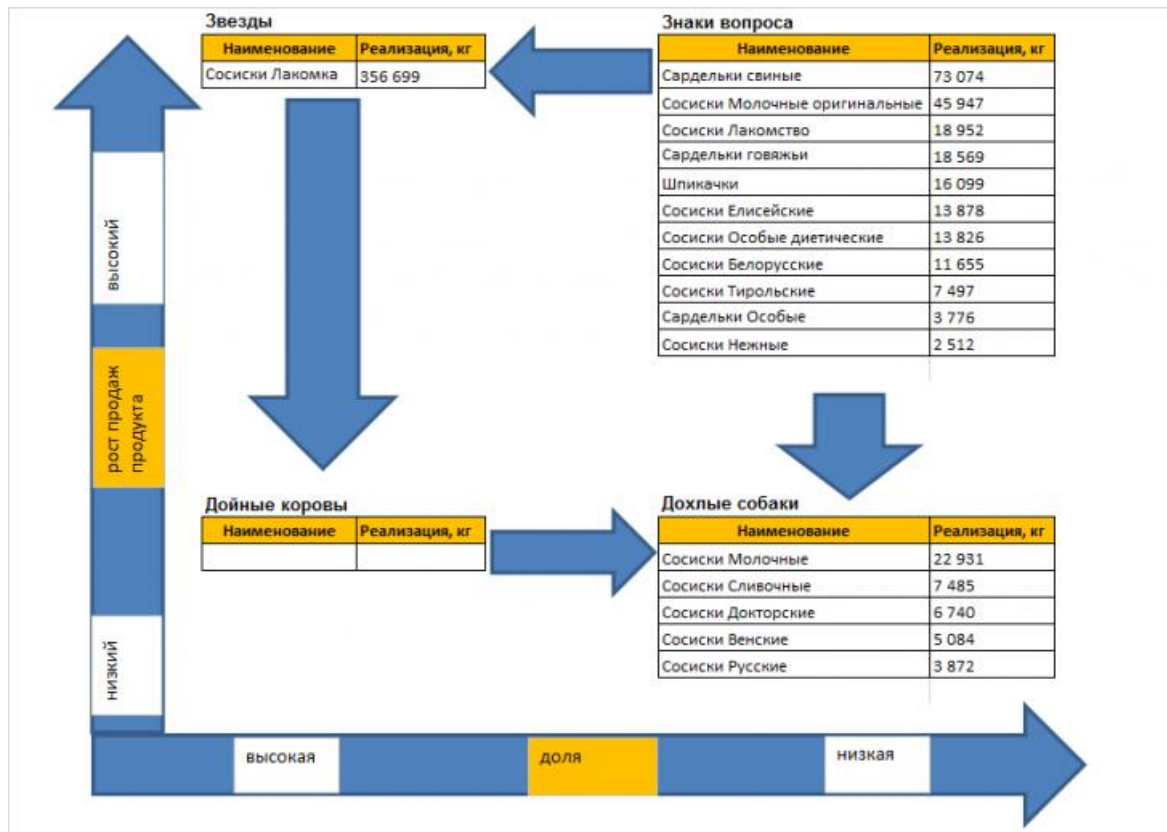 Звезды
Наименование Реализация, кг
Сосиски Лакомка 356 699
Знаки вопроса
Наименование Реализация, кг
Сардельки свиные 73 074
Сосиски Молочные оригинальные 45 947
Сосиски Лакомство 18 952
Сардельки говяжьи 18 569
Шпикачки 16 099
Сосиски Елисейские 13 878
Сосиски Особые диетические 13 826
Сосиски Белорусские 11 655
Сосиски Тирольские 7 497
Сардельки Особые 3 776
Сосиски Нежные 2 512
высокий
рост продаж
продукта
низкий
Дойные коровы
Наименование Реализация, кг
Дохлые собаки
Наименование Реализация, кг
Сосиски Молочные 22 931
Сосиски Сливочные 7 485
Сосиски Докторские 6 740
Сосиски Венские 5 084
Сосиски Русские 3 872
высокая доля низкая